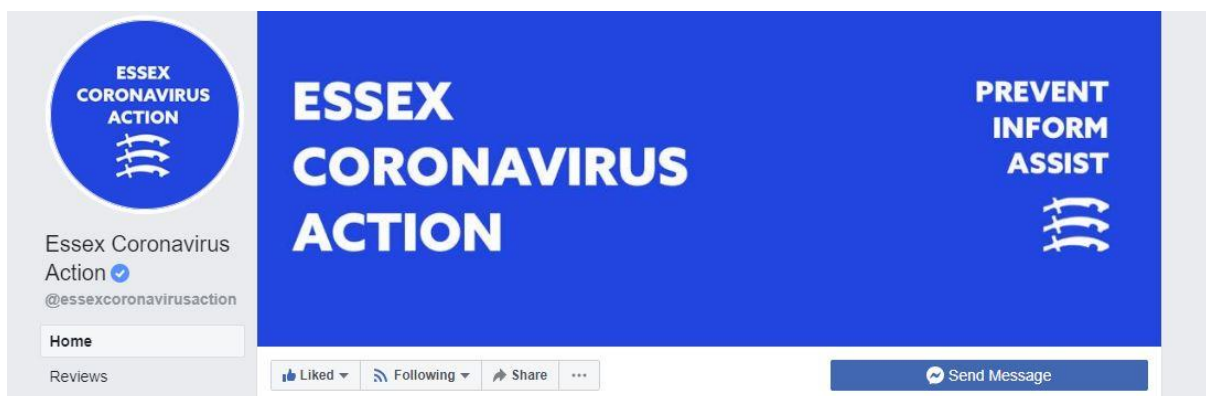 ESSEX
CORONAVIRUS
ACTION
Essex Coronavirus
Action
@essexcoronavirusaction
Home
Reviews
ESSEX
CORONAVIRUS
ACTION
PREVENT
INFORM
ASSIST
Liked
Following
Share
...
Send Message